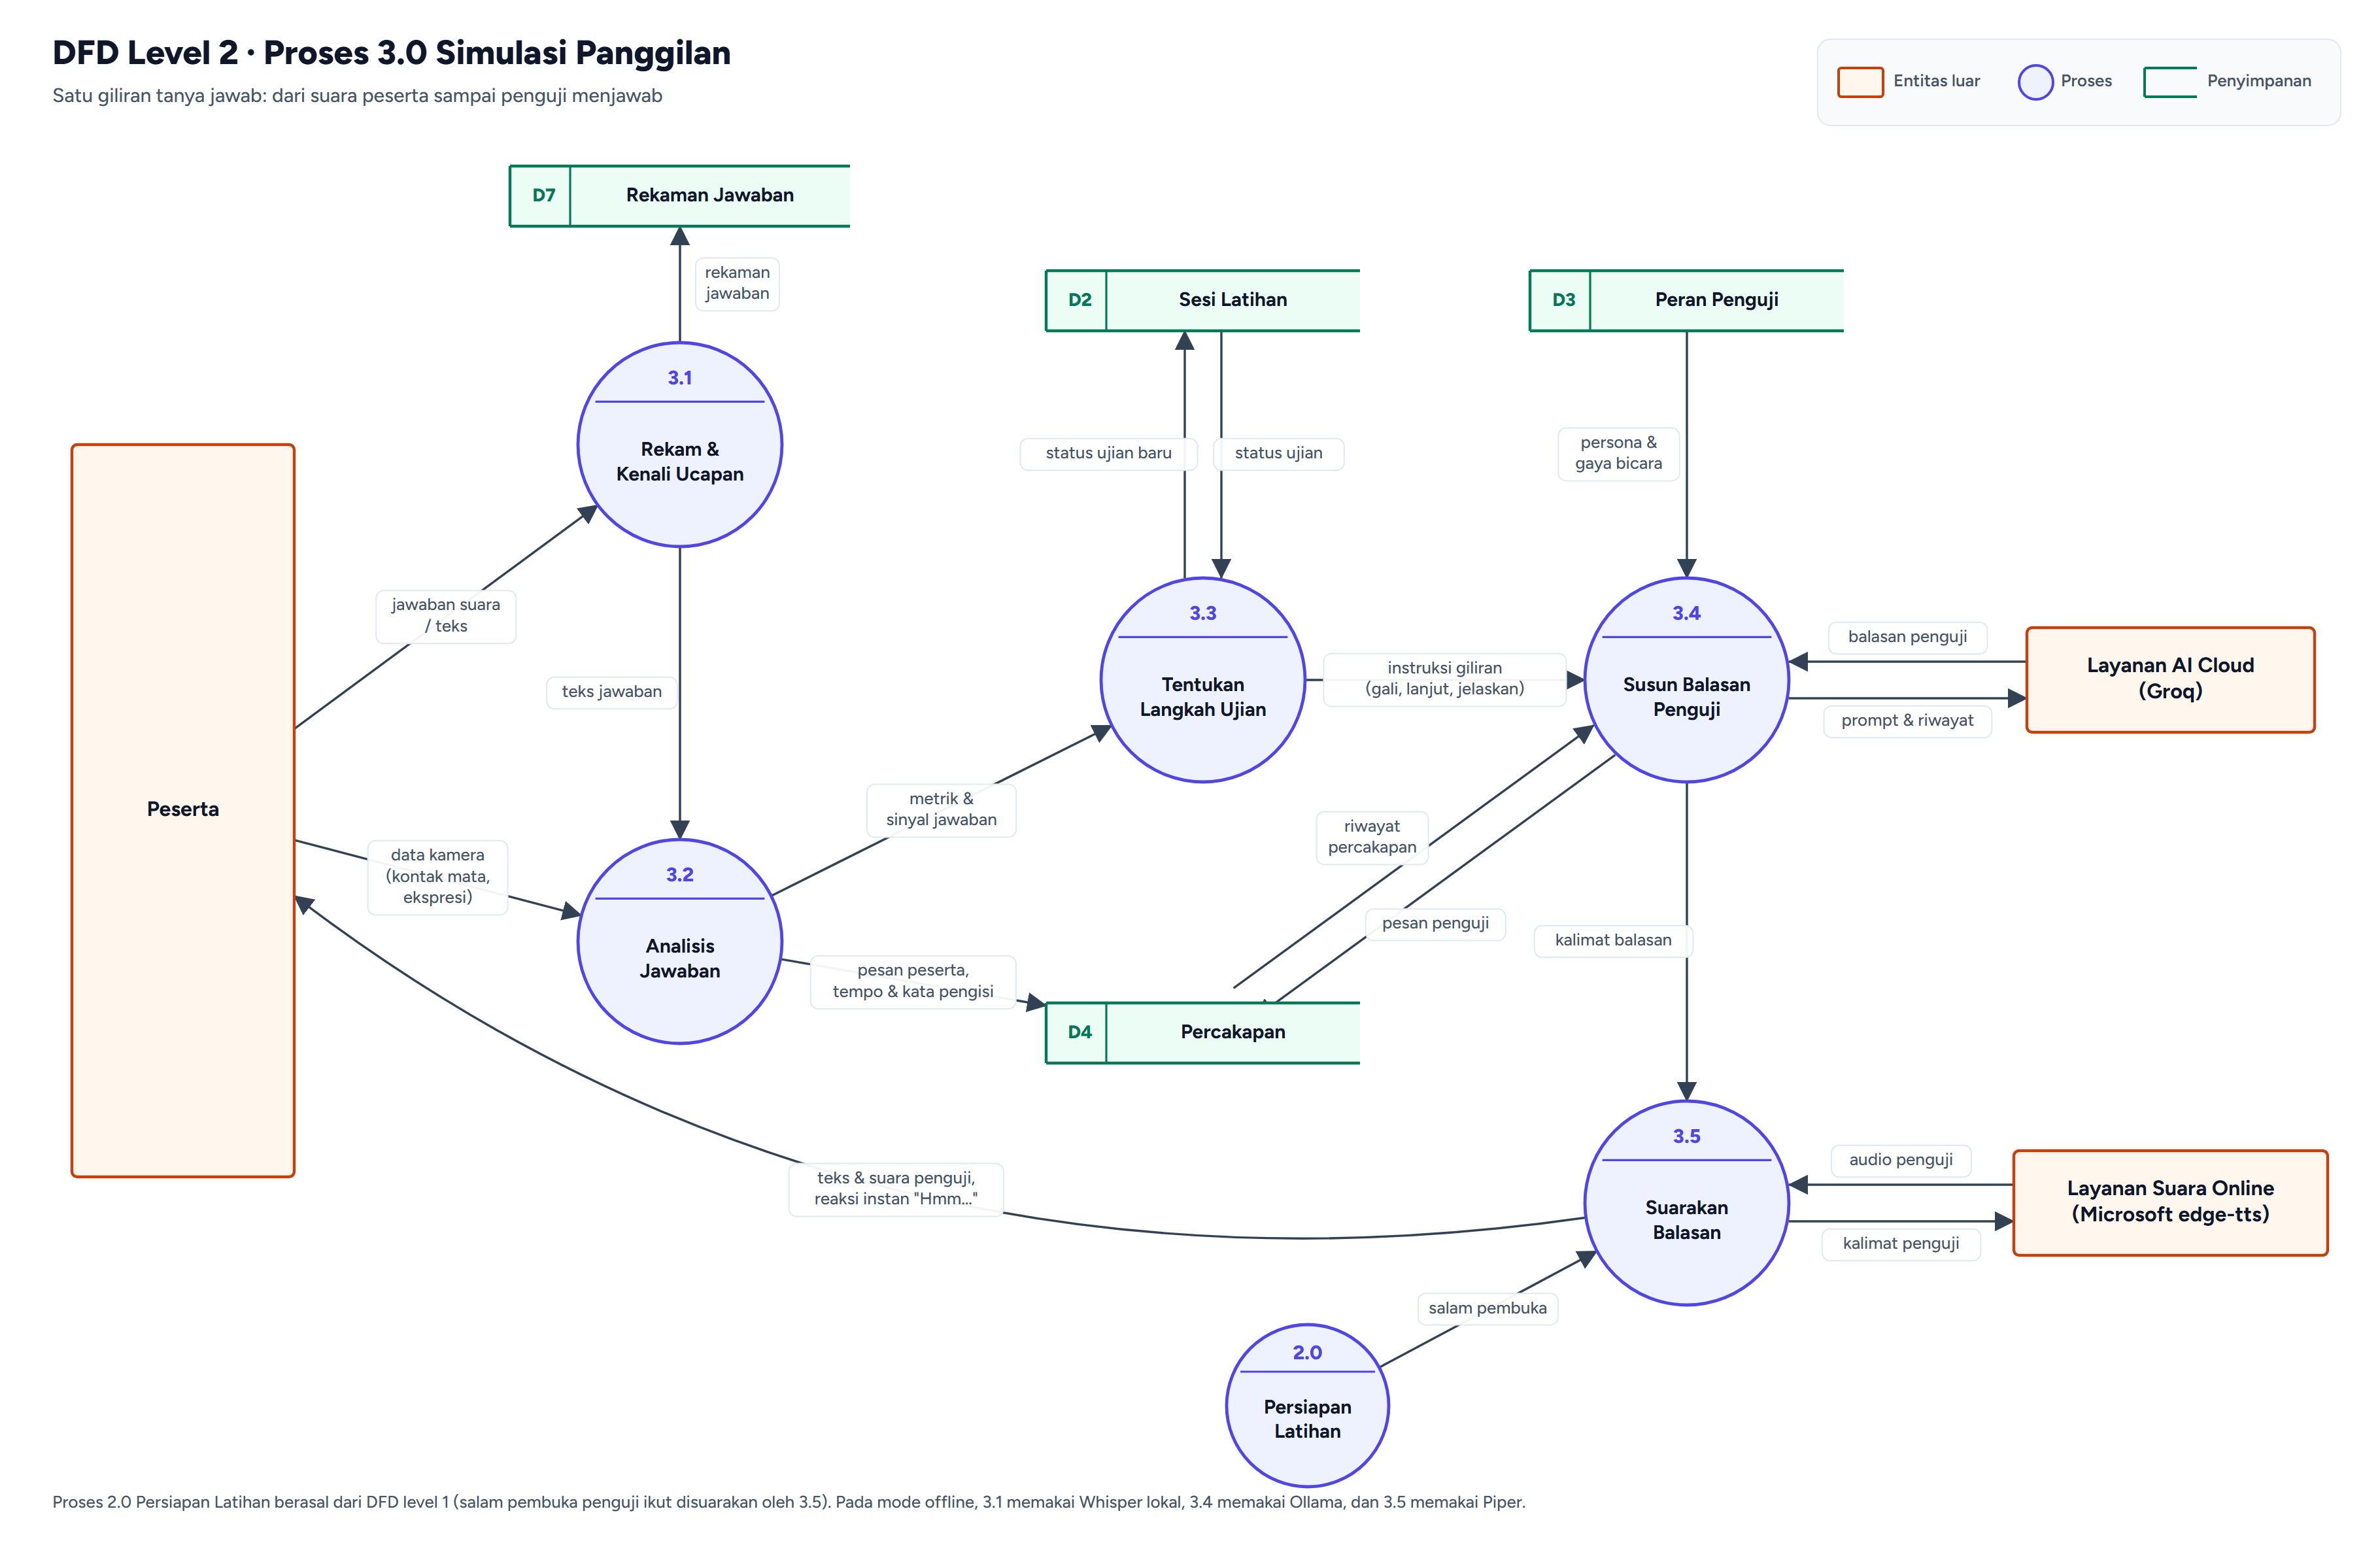 DFD Level 2 · Proses 3.0 Simulasi Panggilan
Satu giliran tanya jawab: dari suara peserta sampai penguji menjawab
Entitas luar
Proses
Penyimpanan
D7
Rekaman Jawaban
rekaman
jawaban
D2
Sesi Latihan
D3
Peran Penguji
3.1
Rekam &
Kenali Ucapan
status ujian baru
status ujian
persona &
gaya bicara
jawaban suara
/ teks
teks jawaban
3.3
Tentukan
Langkah Ujian
instruksi giliran
(gali, lanjut, jelaskan)
3.4
Susun Balasan
Penguji
balasan penguji
prompt & riwayat
Layanan AI Cloud
(Groq)
Peserta
data kamera
(kontak mata,
ekspresi)
3.2
Analisis
Jawaban
metrik &
sinyal jawaban
riwayat
percakapan
pesan penguji
kalimat balasan
pesan peserta,
tempo & kata pengisi
D4
Percakapan
teks & suara penguji,
reaksi instan "Hmm..."
3.5
Suarakan
Balasan
audio penguji
kalimat penguji
Layanan Suara Online
(Microsoft edge-tts)
salam pembuka
2.0
Persiapan
Latihan
Proses 2.0 Persiapan Latihan berasal dari DFD level 1 (salam pembuka penguji ikut disuarakan oleh 3.5). Pada mode offline, 3.1 memakai Whisper lokal, 3.4 memakai Ollama, dan 3.5 memakai Piper.